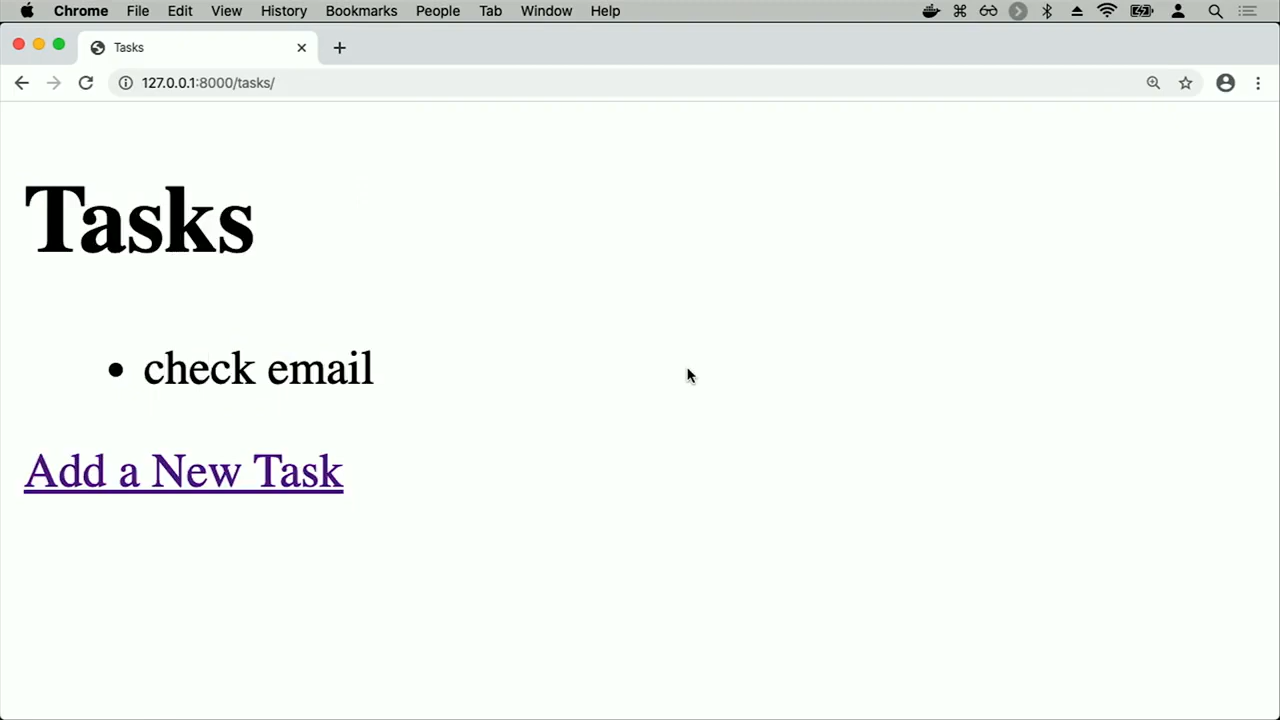 Chrome File Edit View History Bookmarks People Tab Window Help
Tasks
127.0.0.1:8000/tasks/
Tasks
• check email
Add a New Task